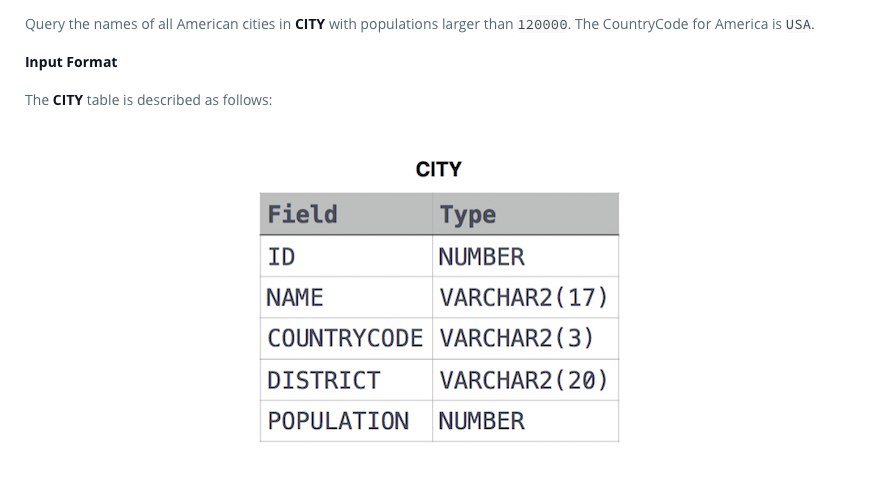 Query the names of all American cities in CITY with populations larger than 120000. The CountryCode for America is USA.
Input Format
The CITY table is described as follows:
CITY
Field Type
ID NUMBER
NAME VARCHAR2(17)
COUNTRYCODE VARCHAR2(3)
DISTRICT VARCHAR2(20)
POPULATION NUMBER